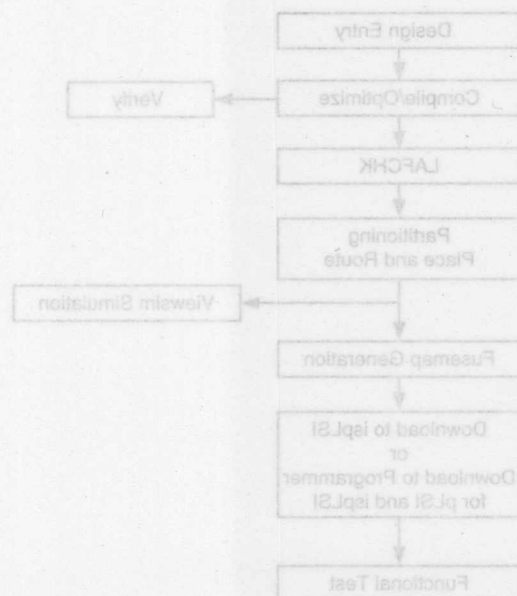 Design Entry
Compile/Optimize
Verify
LAFCHK
Partitioning
Place and Route
Viewsim Simulation
Fusemap Generation
Download to ispLSI
or
Download to Programmer
for pLSI and ispLSI
Functional Test